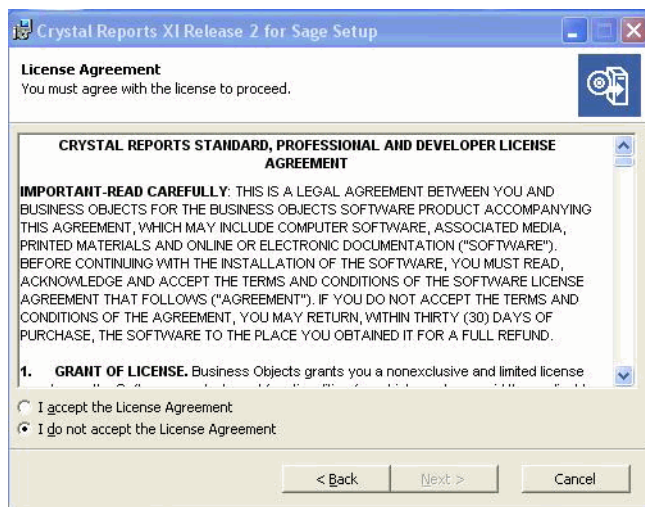 Crystal Reports XI Release 2 for Sage Setup
License Agreement
You must agree with the license to proceed.
CRYSTAL REPORTS STANDARD, PROFESSIONAL AND DEVELOPER LICENSE
AGREEMENT
IMPORTANT-READ CAREFULLY: THIS IS A LEGAL AGREEMENT BETWEEN YOU AND
BUSINESS OBJECTS FOR THE BUSINESS OBJECTS SOFTWARE PRODUCT ACCOMPANYING
THIS AGREEMENT, WHICH MAY INCLUDE COMPUTER SOFTWARE, ASSOCIATED MEDIA,
PRINTED MATERIALS AND ONLINE OR ELECTRONIC DOCUMENTATION ("SOFTWARE").
BEFORE CONTINUING WITH THE INSTALLATION OF THE SOFTWARE, YOU MUST READ,
ACKNOWLEDGE AND ACCEPT THE TERMS AND CONDITIONS OF THE SOFTWARE LICENSE
AGREEMENT THAT FOLLOWS ("AGREEMENT"). IF YOU DO NOT ACCEPT THE TERMS AND
CONDITIONS OF THE AGREEMENT, YOU MAY RETURN, WITHIN THIRTY (30) DAYS OF
PURCHASE, THE SOFTWARE TO THE PLACE YOU OBTAINED IT FOR A FULL REFUND.
1. GRANT OF LICENSE. Business Objects grants you a nonexclusive and limited license
I accept the License Agreement
I do not accept the License Agreement
< Back
Next >
Cancel